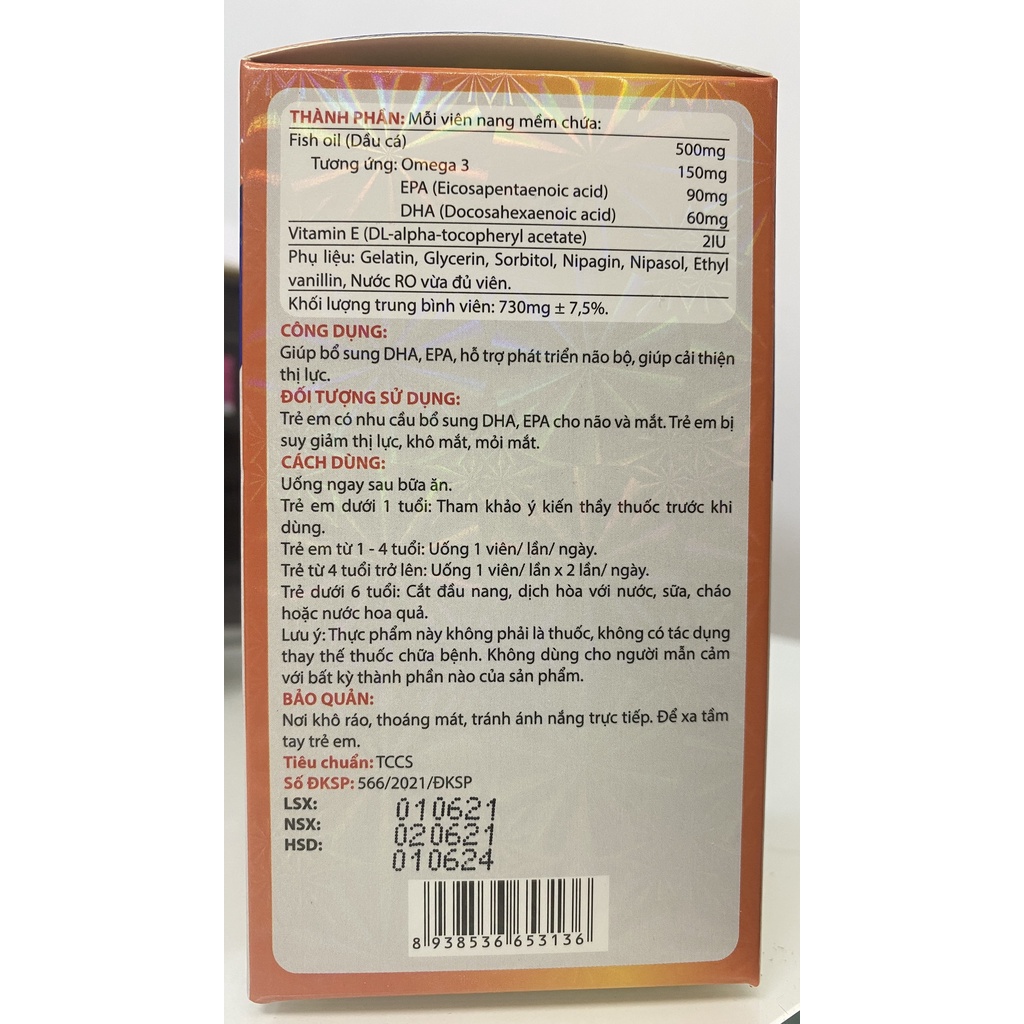 THÀNH PHẦN: Mỗi viên nang mềm chứa:
Fish oil (Dầu cá) 500mg
Tương ứng: Omega 3 150mg
EPA (Eicosapentaenoic acid) 90mg
DHA (Docosahexaenoic acid) 60mg
Vitamin E (DL-alpha-tocopheryl acetate) 2IU
Phụ liệu: Gelatin, Glycerin, Sorbitol, Nipagin, Nipasol, Ethyl
vanillin, Nước RO vừa đủ viên.
Khối lượng trung bình viên: 730mg ± 7,5%.
CÔNG DỤNG:
Giúp bổ sung DHA, EPA, hỗ trợ phát triển não bộ, giúp cải thiện
thị lực.
ĐỐI TƯỢNG SỬ DỤNG:
Trẻ em có nhu cầu bổ sung DHA, EPA cho não và mắt. Trẻ em bị
suy giảm thị lực, khô mắt, mỏi mắt.
CÁCH DÙNG:
Uống ngay sau bữa ăn.
Trẻ em dưới 1 tuổi: Tham khảo ý kiến thầy thuốc trước khi
dùng.
Trẻ em từ 1 - 4 tuổi: Uống 1 viên/ lần/ ngày.
Trẻ từ 4 tuổi trở lên: Uống 1 viên/ lần x 2 lần/ ngày.
Trẻ dưới 6 tuổi: Cắt đầu nang, dịch hòa với nước, sữa, cháo
hoặc nước hoa quả.
Lưu ý: Thực phẩm này không phải là thuốc, không có tác dụng
thay thế thuốc chữa bệnh. Không dùng cho người mẫn cảm
với bất kỳ thành phần nào của sản phẩm.
BẢO QUẢN:
Nơi khô ráo, thoáng mát, tránh ánh nắng trực tiếp. Để xa tầm
tay trẻ em.
Tiêu chuẩn: TCCS
Số ĐKSP: 566/2021/ĐKSP
LSX: 010621
NSX: 020621
HSD: 010624
8 938536 653136